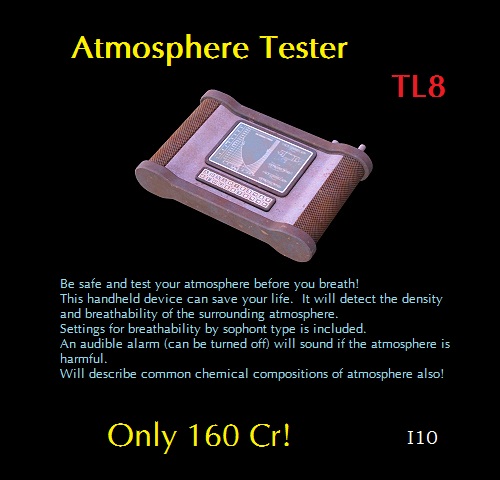 Atmosphere Tester
TL8
Be safe and test your atmosphere before you breath!
This handheld device can save your life.  It will detect the density
and breathability of the surrounding atmosphere.
Settings for breathability by sophont type is included.
An audible alarm (can be turned off) will sound if the atmosphere is
harmful.
Will describe common chemical compositions of atmosphere also!
Only 160 Cr!
I10